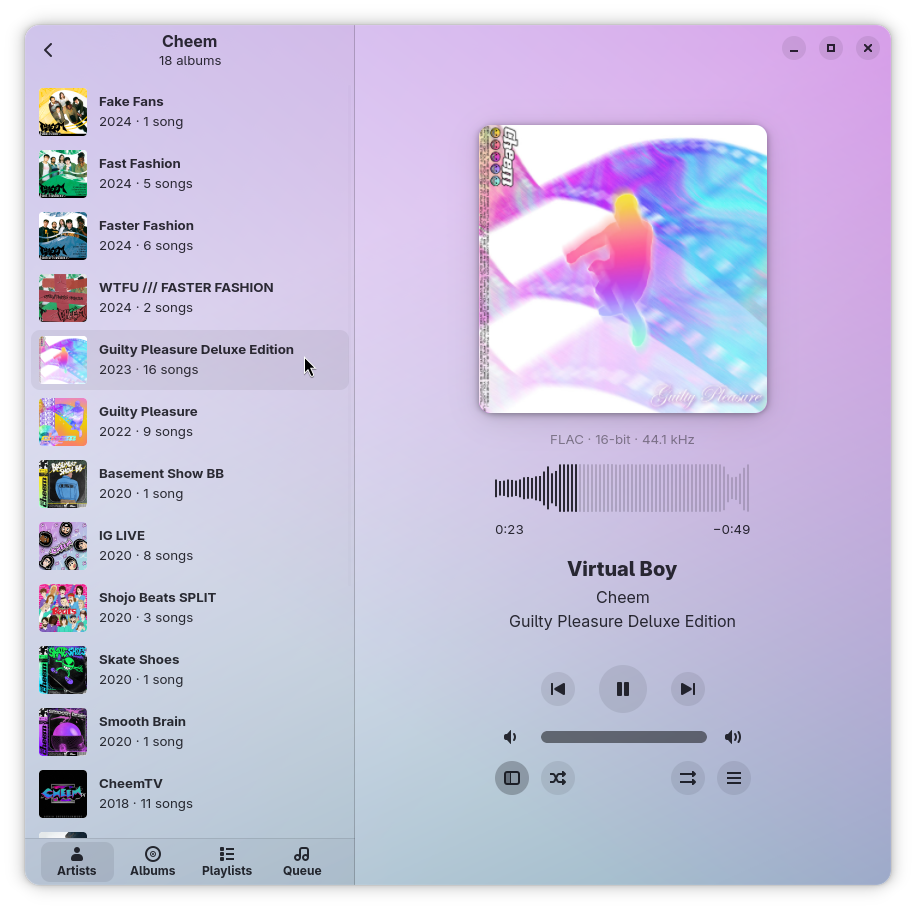 Cheem
18 albums
Fake Fans
2024 · 1 song
Fast Fashion
2024 · 5 songs
Faster Fashion
2024 · 6 songs
WTFU /// FASTER FASHION
2024 · 2 songs
Guilty Pleasure Deluxe Edition
2023 · 16 songs
Guilty Pleasure
2022 · 9 songs
Basement Show BB
2020 · 1 song
IG LIVE
2020 · 8 songs
Shojo Beats SPLIT
2020 · 3 songs
Skate Shoes
2020 · 1 song
Smooth Brain
2020 · 1 song
CheemTV
2018 · 11 songs
Artists
Albums
Playlists
Queue
cheem
Guilty Pleasure
FLAC · 16-bit · 44.1 kHz
0:23
−0:49
Virtual Boy
Cheem
Guilty Pleasure Deluxe Edition